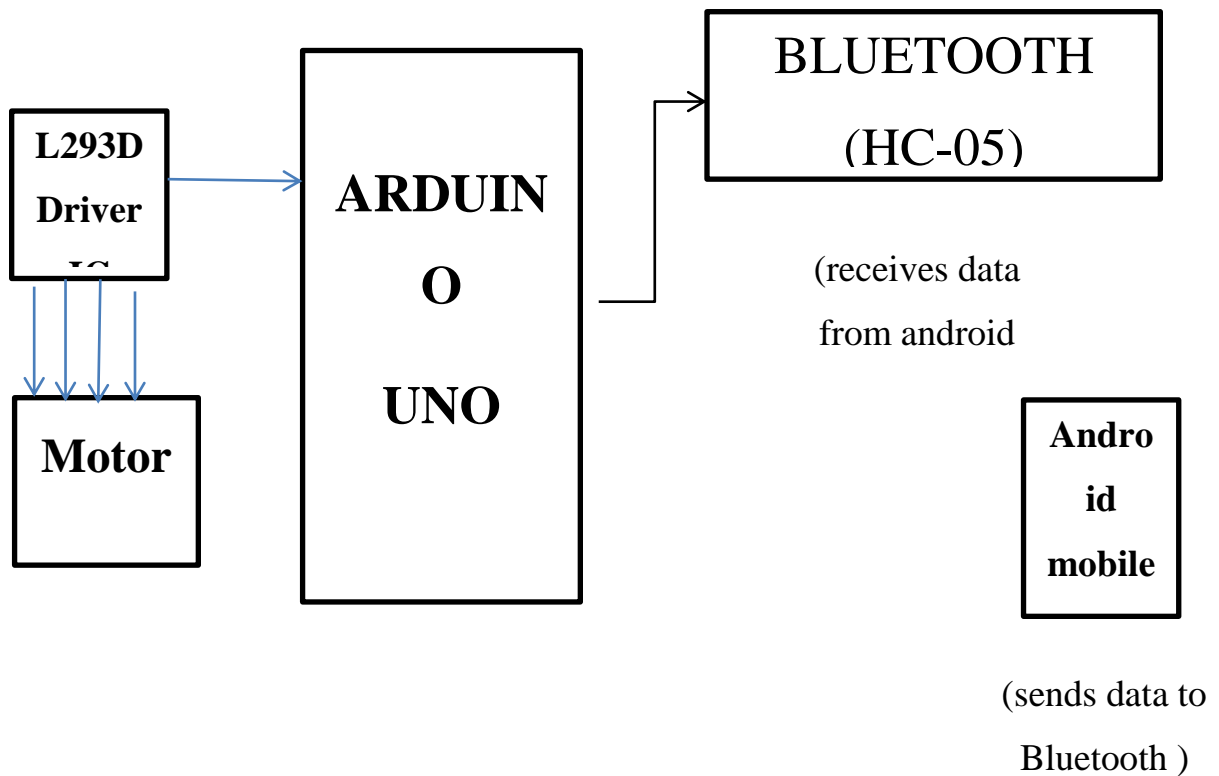 L293D
Driver
ARDUIN
O
UNO
BLUETOOTH
(HC-05)
(receives data
from android
Motor
Andro
id
mobile
(sends data to
Bluetooth )